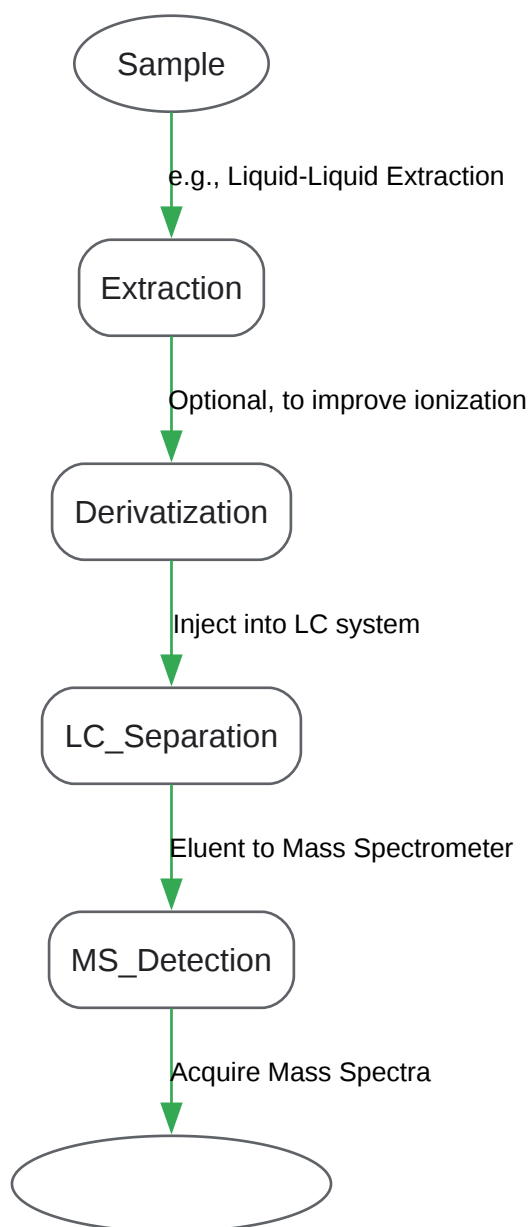 Sample
e.g., Liquid-Liquid Extraction
Extraction
Optional, to improve ionization
Derivatization
Inject into LC system
LC_Separation
Eluent to Mass Spectrometer
MS_Detection
Acquire Mass Spectra